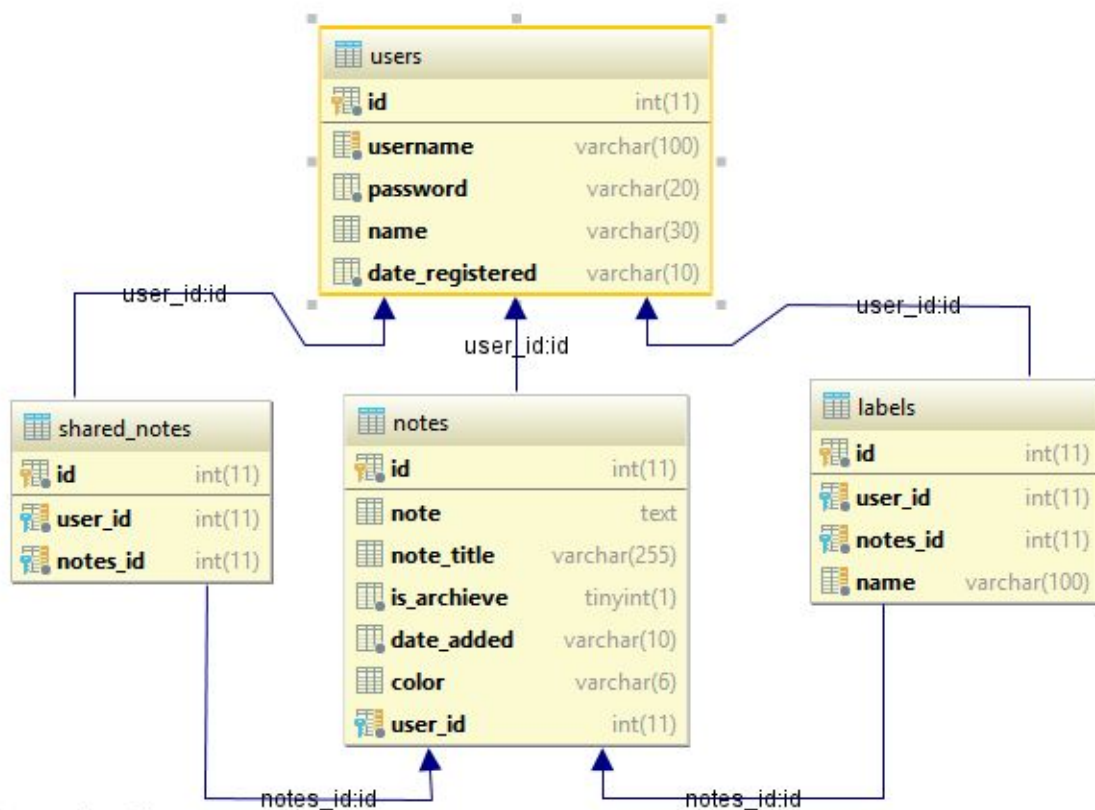 users
id int(11)
username varchar(100)
password varchar(20)
name varchar(30)
date_registered varchar(10)
user_id:id
user_id:id
user_id:id
shared_notes
id int(11)
user_id int(11)
notes_id int(11)
notes
id int(11)
note text
note_title varchar(255)
is_archieve tinyint(1)
date_added varchar(10)
color varchar(6)
user_id int(11)
labels
id int(11)
user_id int(11)
notes_id int(11)
name varchar(100)
notes_id:id
notes_id:id